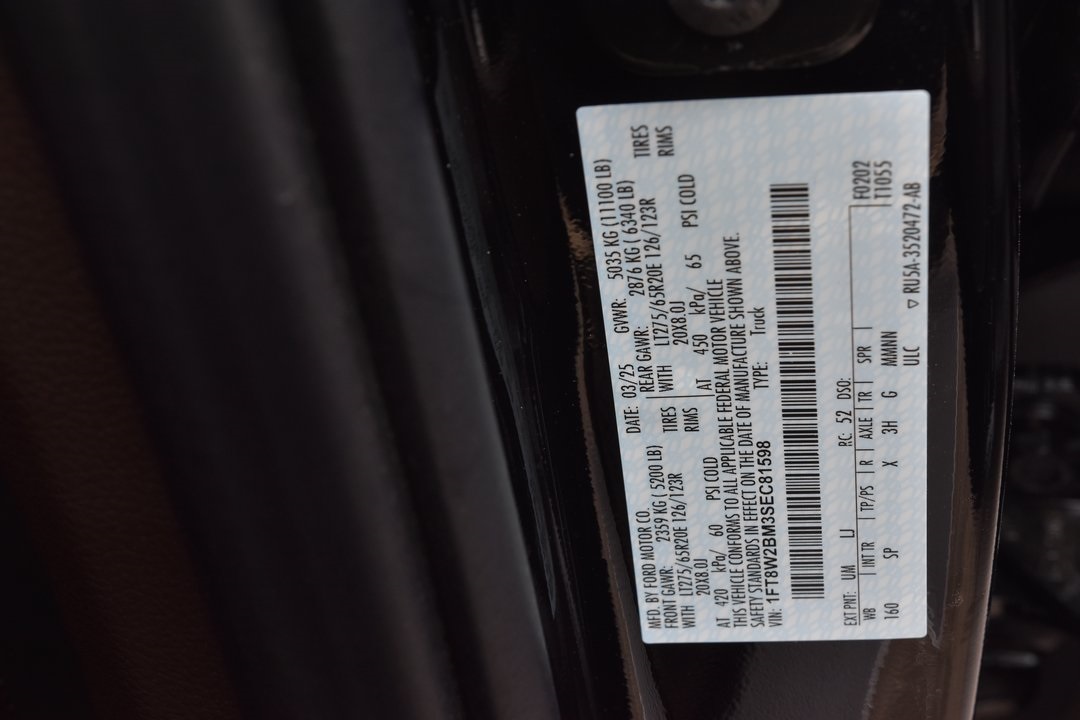 MFD. BY FORD MOTOR CO.
DATE: 03/25 GVWR: 5035 KG (11100 LB)
FRONT GAWR: 2359 KG ( 5200 LB) REAR GAWR: 2876 KG ( 6340 LB)
WITH LT275/65R20E 126/123R TIRES WITH LT275/65R20E 126/123R TIRES
20X8.0J RIMS 20X8.0J RIMS
AT 420 kPa/ 60 PSI COLD AT 450 kPa/ 65 PSI COLD
THIS VEHICLE CONFORMS TO ALL APPLICABLE FEDERAL MOTOR VEHICLE
SAFETY STANDARDS IN EFFECT ON THE DATE OF MANUFACTURE SHOWN ABOVE.
VIN: 1FT8W2BM3SEC81598 TYPE: Truck
EXT PNT: UM LJ RC: 52 DSO: F0202
WB INT TR TP/PS R AXLE TR SPR T1055
160 SP X 3H G MMNNN
ULC ▽ RU5A-3520472-AB